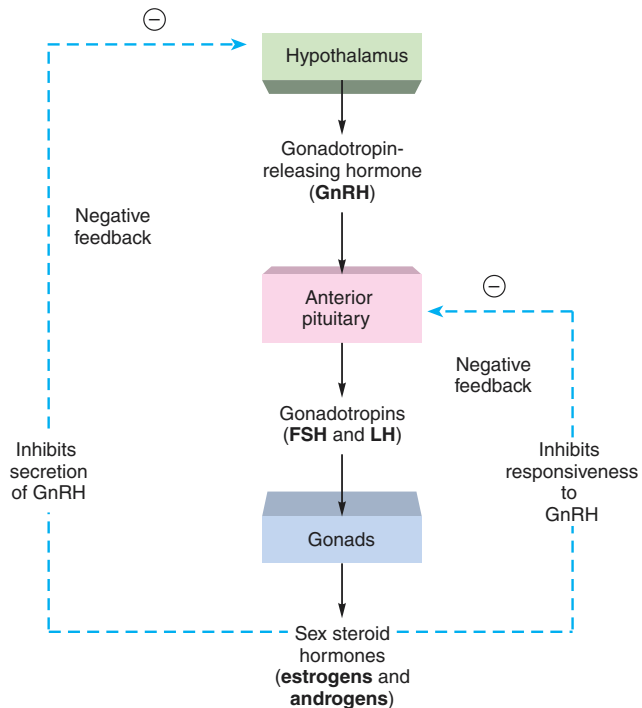 −
Hypothalamus
Gonadotropin-
releasing hormone
(GnRH)
Negative
feedback
−
Anterior
pituitary
Negative
feedback
Gonadotropins
(FSH and LH)
Inhibits
secretion
of GnRH
Inhibits
responsiveness
to
GnRH
Gonads
Sex steroid
hormones
(estrogens and
androgens)